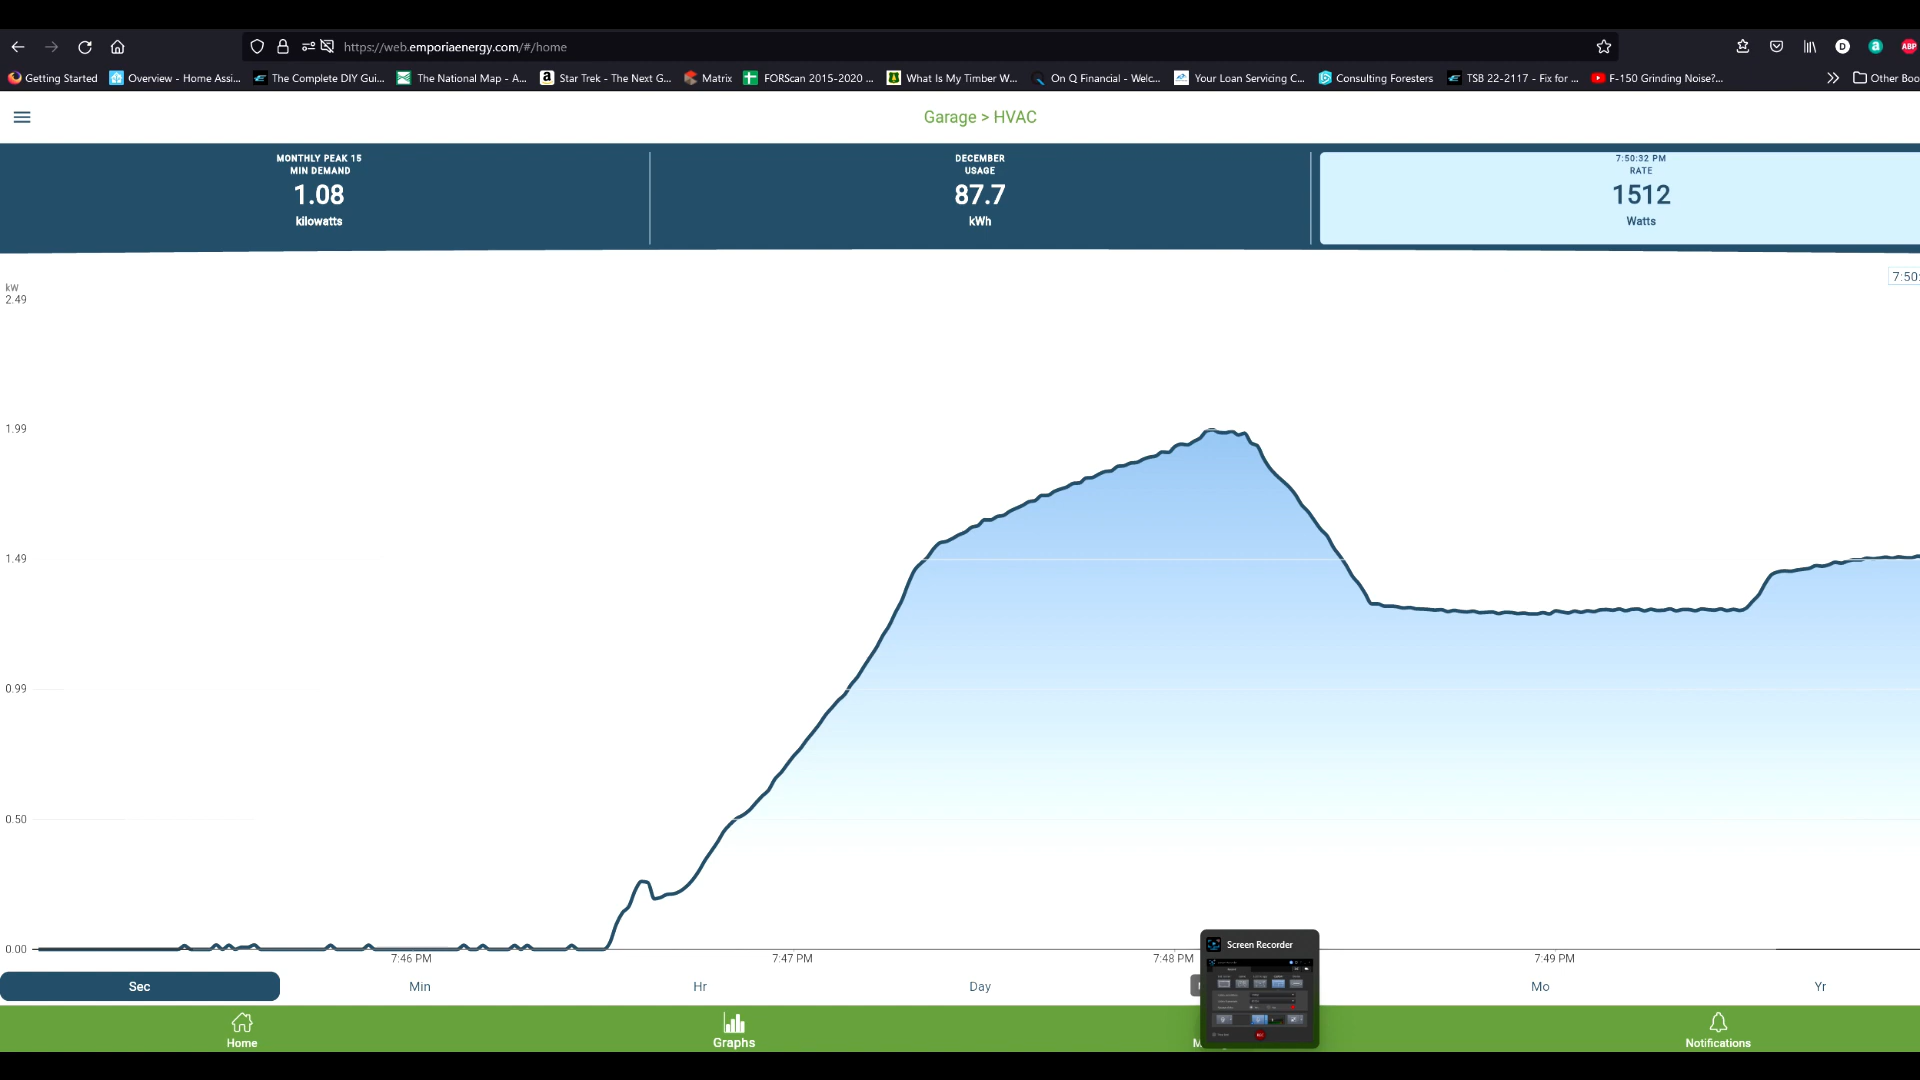 https://web.emporiaenergy.com/#/home
ABP
Getting Started Overview - Home Assi... The Complete DIY Gui... The National Map - A... Star Trek - The Next G... Matrix FORScan 2015-2020 ... What Is My Timber W... On Q Financial - Welc... Your Loan Servicing C... Consulting Foresters TSB 22-2117 - Fix for ... F-150 Grinding Noise?... Other Boo
Garage > HVAC
MONTHLY PEAK 15
MIN DEMAND
1.08
kilowatts
DECEMBER
USAGE
87.7
kWh
7:50:32 PM
RATE
1512
Watts
7:50:
kW
2.49
1.99
1.49
0.99
0.50
0.00
7:46 PM 7:47 PM 7:48 PM 7:49 PM
Screen Recorder
Sec Min Hr Day Mo Yr
Home Graphs Notifications